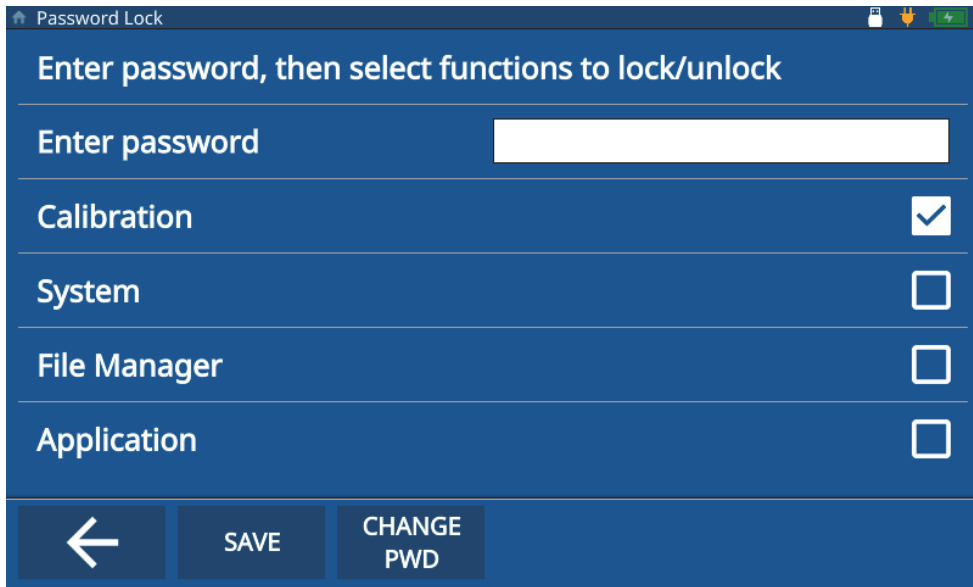 Password Lock
Enter password, then select functions to lock/unlock
Enter password
Calibration
System
File Manager
Application
SAVE
CHANGE
PWD